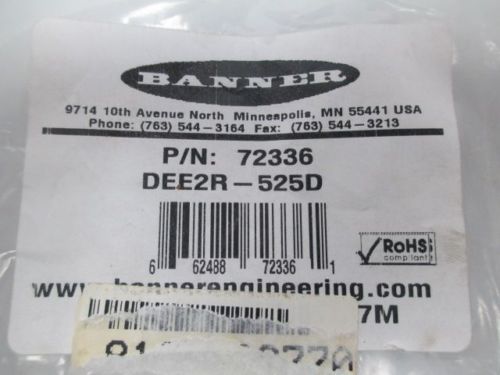 BANNER
9714 10th Avenue North Minneapolis, MN 55441 USA
Phone: (763) 544-3164 Fax: (763) 544-3213
P/N: 72336
DEE2R-525D
6 62488 72336 1
RoHS
compliant
www.bannerengineering.com
7M